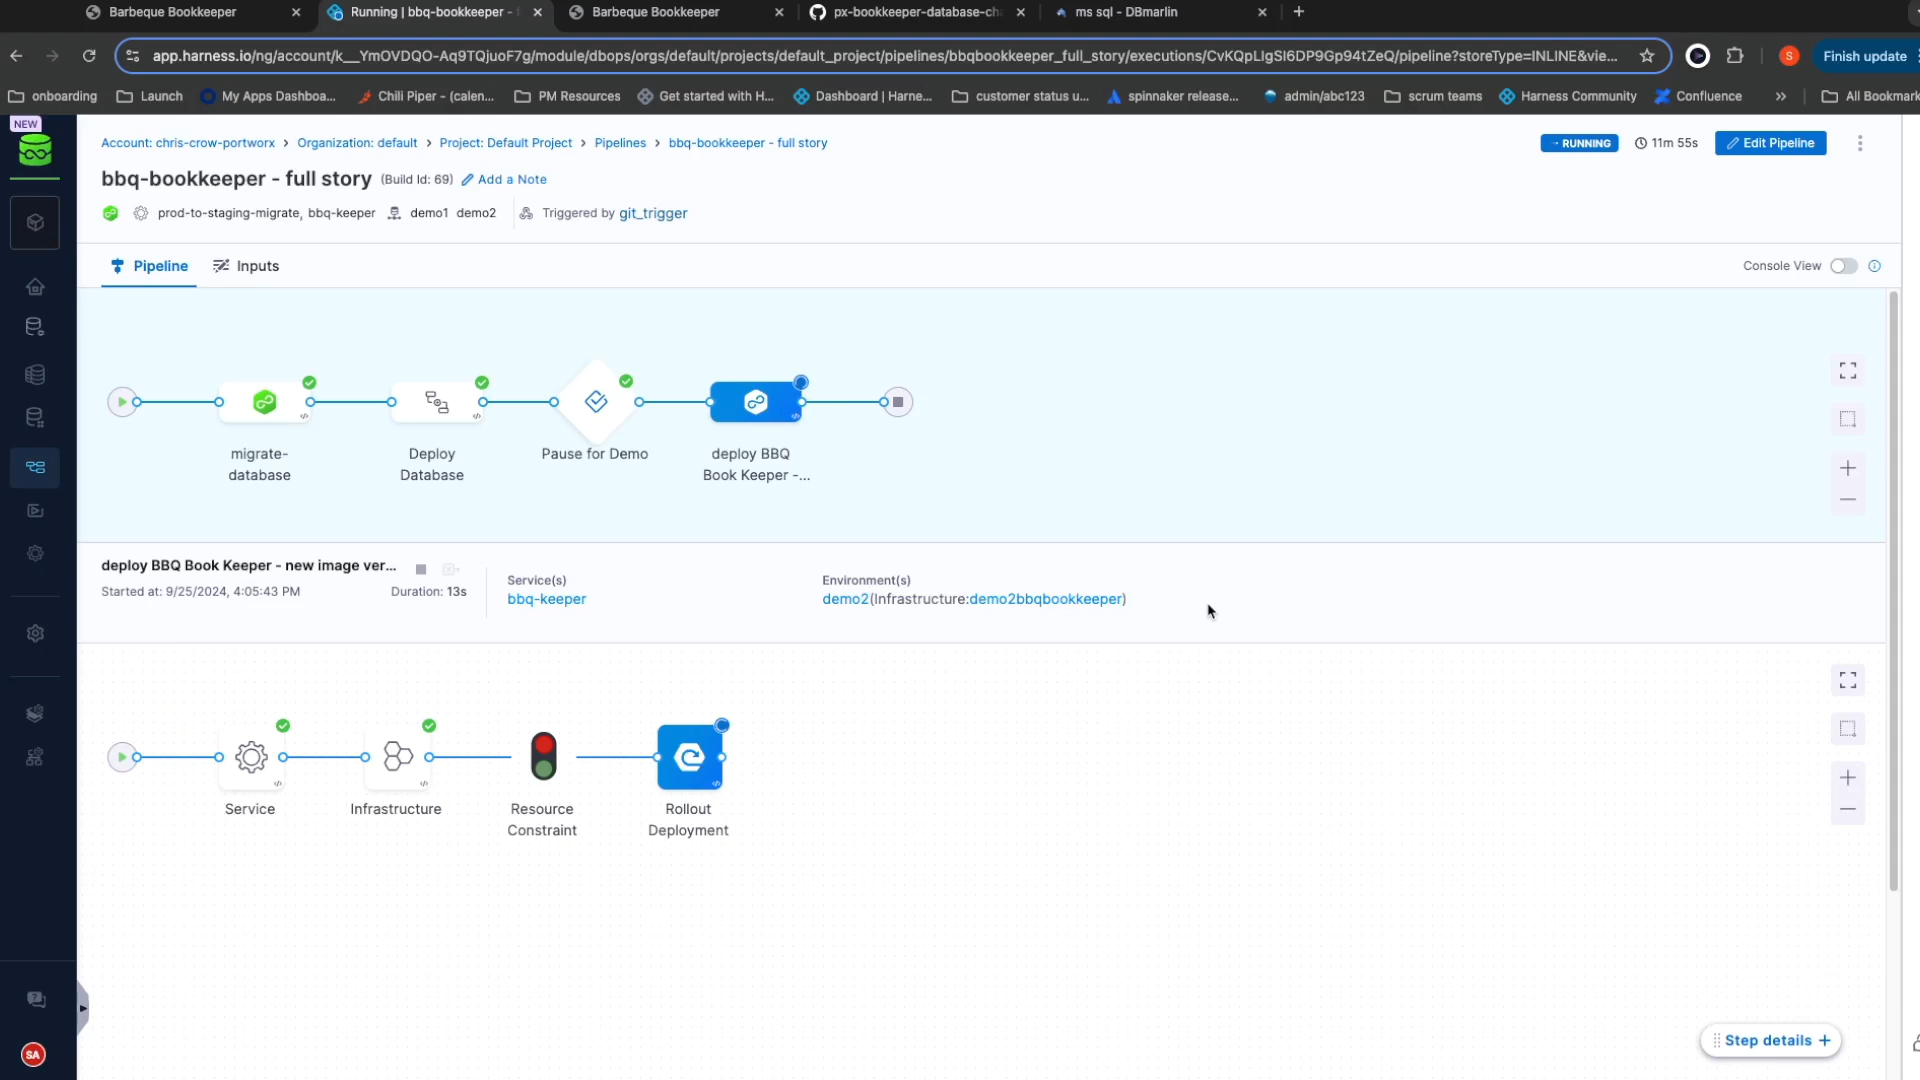 Barbeque Bookkeeper
Running | bbq-bookkeeper -
Barbeque Bookkeeper
px-bookkeeper-database-ch
ms sql - DBmarlin
app.harness.io/ng/account/k__YmOVDQO-Aq9TQjuoF7g/module/dbops/orgs/default/projects/default_project/pipelines/bbqbookkeeper_full_story/executions/CvKQpLIgSI6DP9Gp94tZeQ/pipeline?storeType=INLINE&vie...
S
Finish update
onboarding
Launch
My Apps Dashboa...
Chili Piper - (calen...
PM Resources
Get started with H...
Dashboard | Harne...
customer status u...
spinnaker release...
admin/abc123
scrum teams
Harness Community
Confluence
»
All Bookmark
NEW
Account: chris-crow-portworx > Organization: default > Project: Default Project > Pipelines > bbq-bookkeeper - full story
RUNNING
11m 55s
Edit Pipeline
bbq-bookkeeper - full story (Build Id: 69) Add a Note
prod-to-staging-migrate, bbq-keeper demo1 demo2 Triggered by git_trigger
Pipeline
Inputs
Console View
migrate-
database
Deploy
Database
Pause for Demo
deploy BBQ
Book Keeper -...
deploy BBQ Book Keeper - new image ver...
Started at: 9/25/2024, 4:05:43 PM
Duration: 13s
Service(s)
bbq-keeper
Environment(s)
demo2(Infrastructure:demo2bbqbookkeeper)
Service
Infrastructure
Resource
Constraint
Rollout
Deployment
Step details +
SA